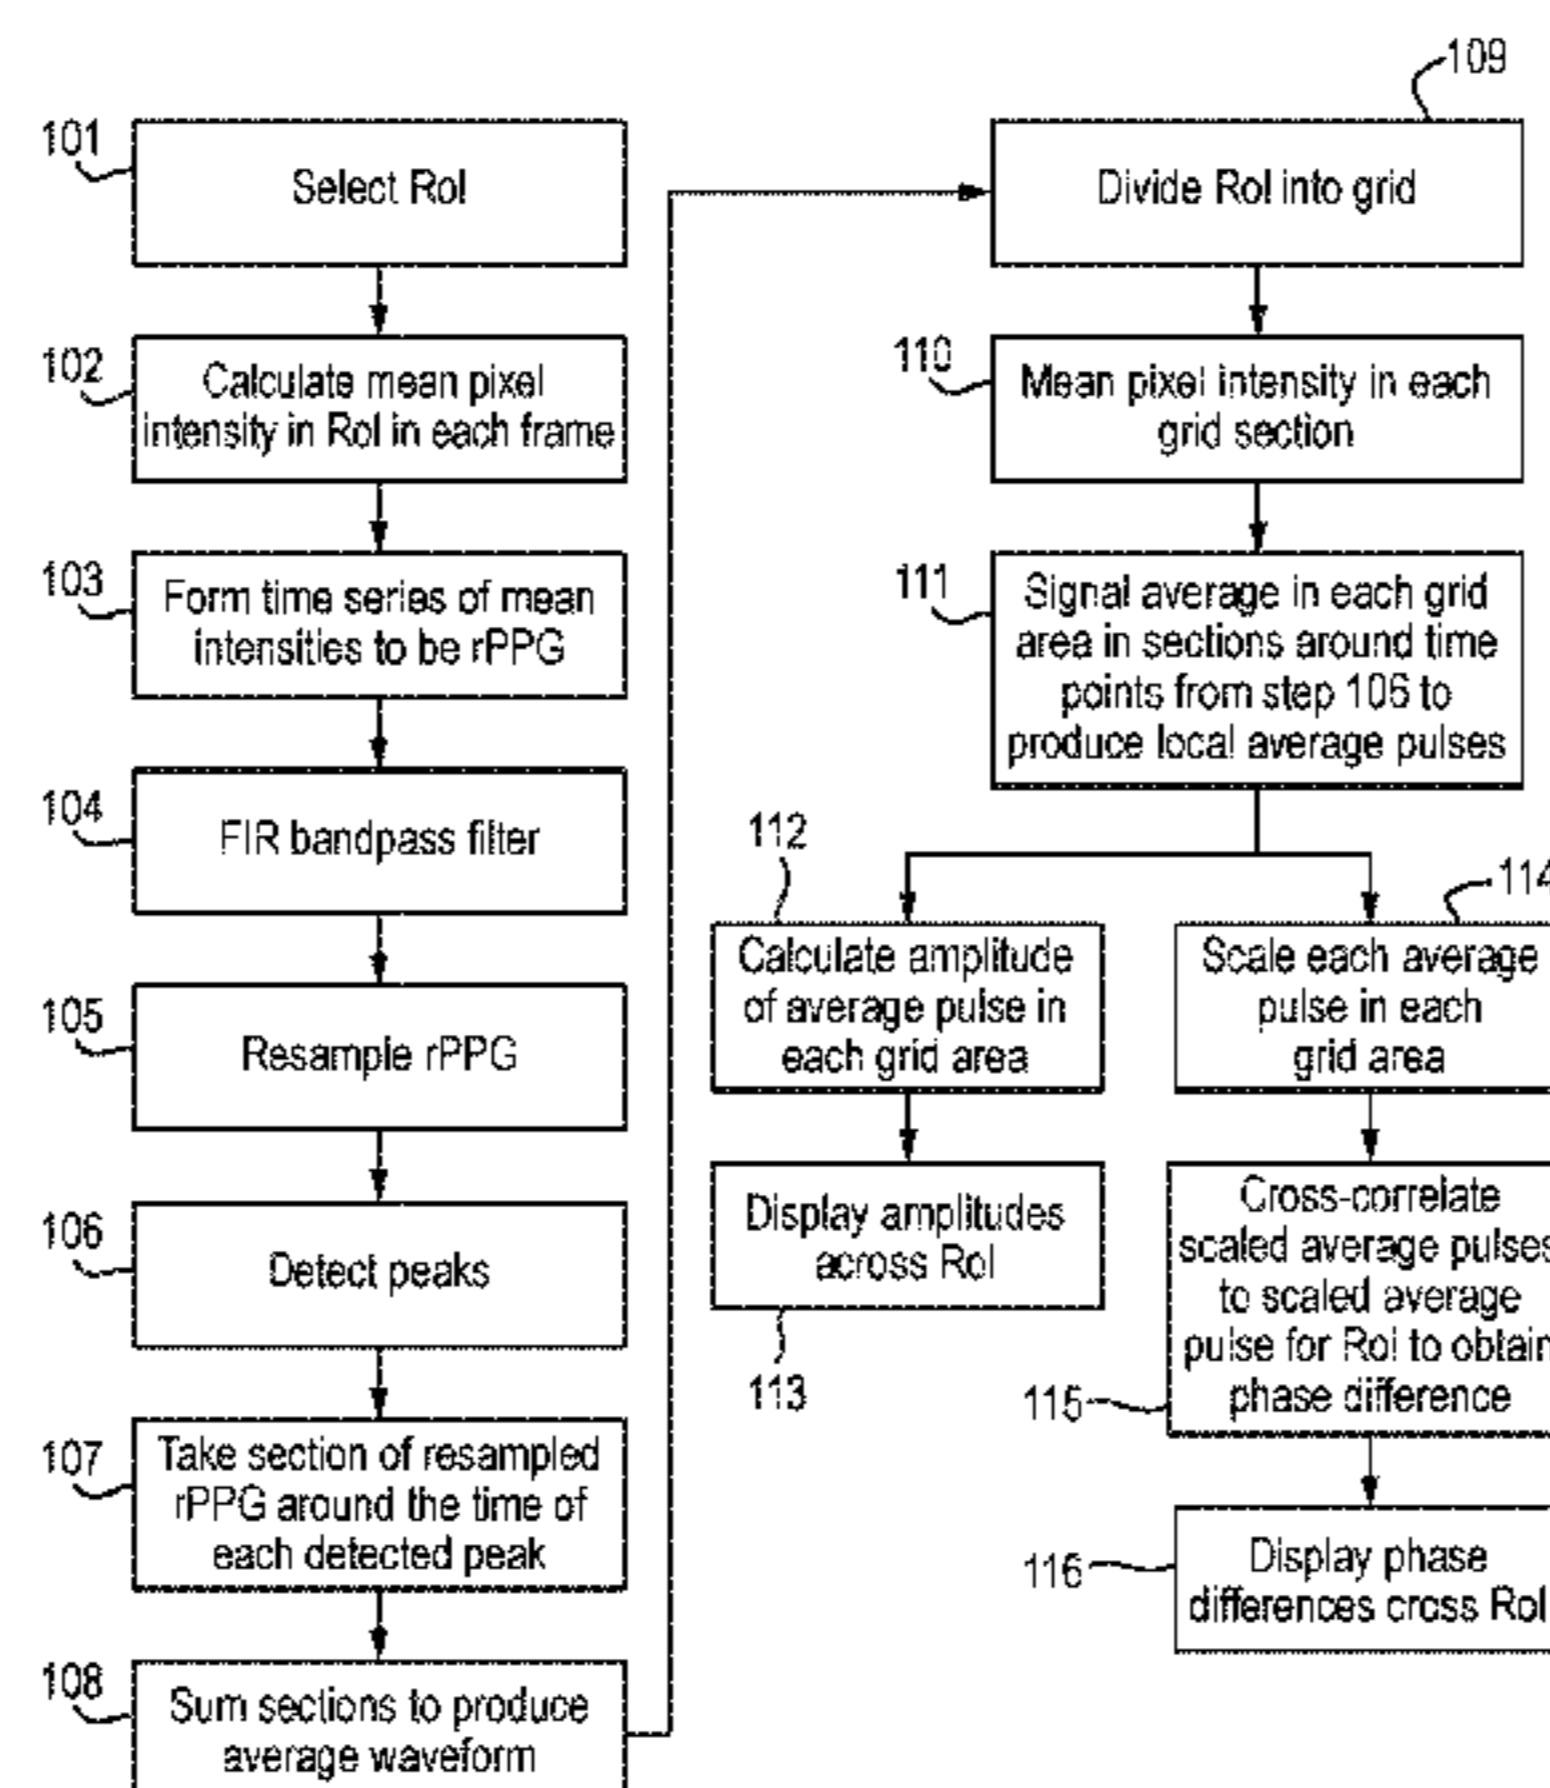 101
Select RoI
102
Calculate mean pixel
intensity in RoI in each frame
103
Form time series of mean
intensities to be rPPG
104
FIR bandpass filter
105
Resample rPPG
106
Detect peaks
107
Take section of resampled
rPPG around the time of
each detected peak
108
Sum sections to produce
average waveform
109
Divide RoI into grid
110
Mean pixel intensity in each
grid section
111
Signal average in each grid
area in sections around time
points from step 106 to
produce local average pulses
112
Calculate amplitude
of average pulse in
each grid area
Display amplitudes
across RoI
113
114
Scale each average
pulse in each
grid area
Cross-correlate
scaled average pulses
to scaled average
pulse for RoI to obtain
phase difference
115
116
Display phase
differences cross RoI